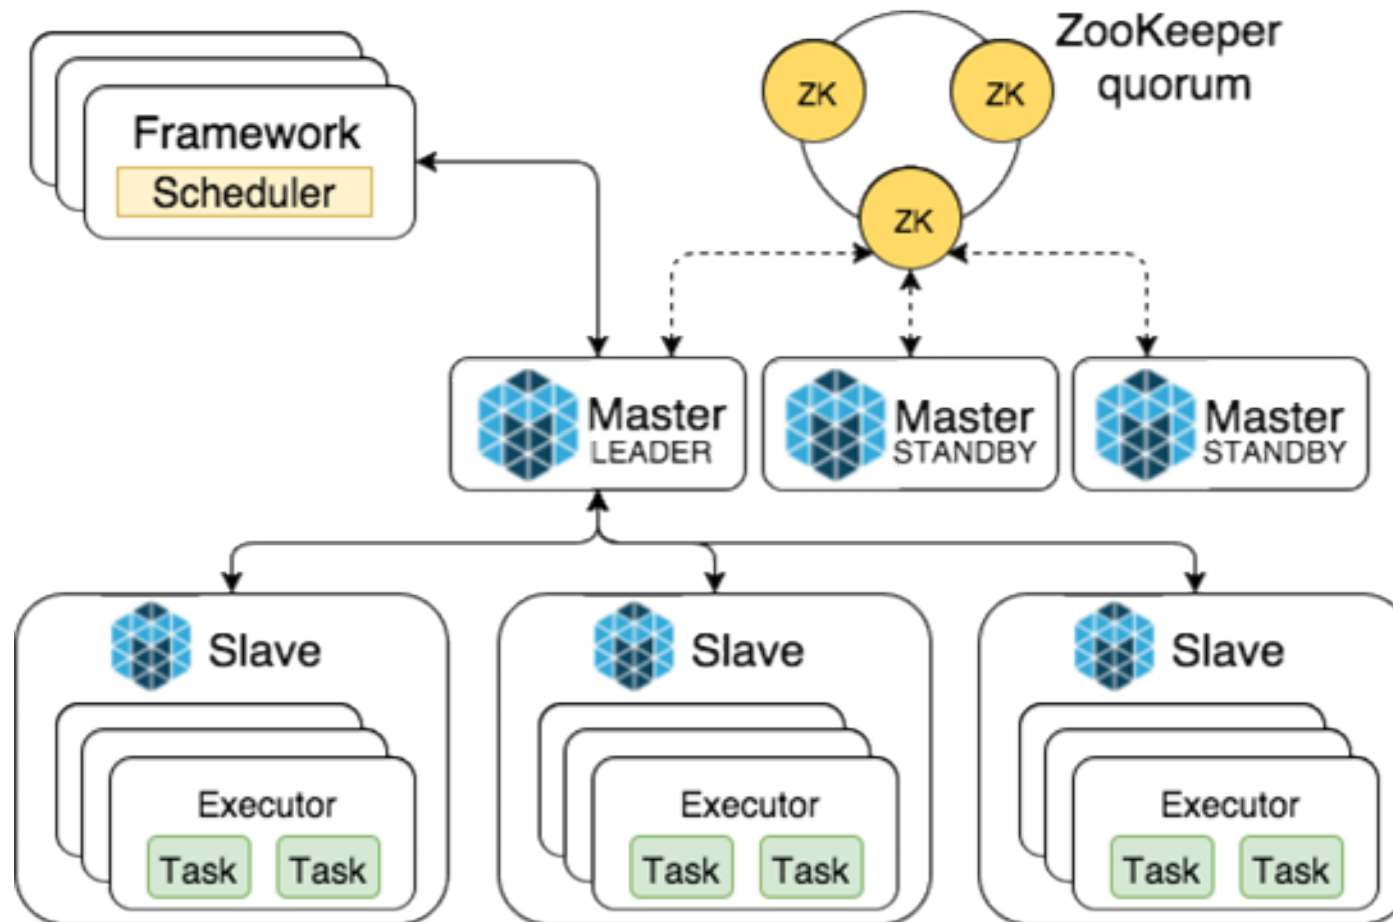 ZooKeeper
quorum
ZK
ZK
ZK
Framework
Scheduler
Master
LEADER
Master
STANDBY
Master
STANDBY
Slave
Executor
Task Task
Slave
Executor
Task Task
Slave
Executor
Task Task